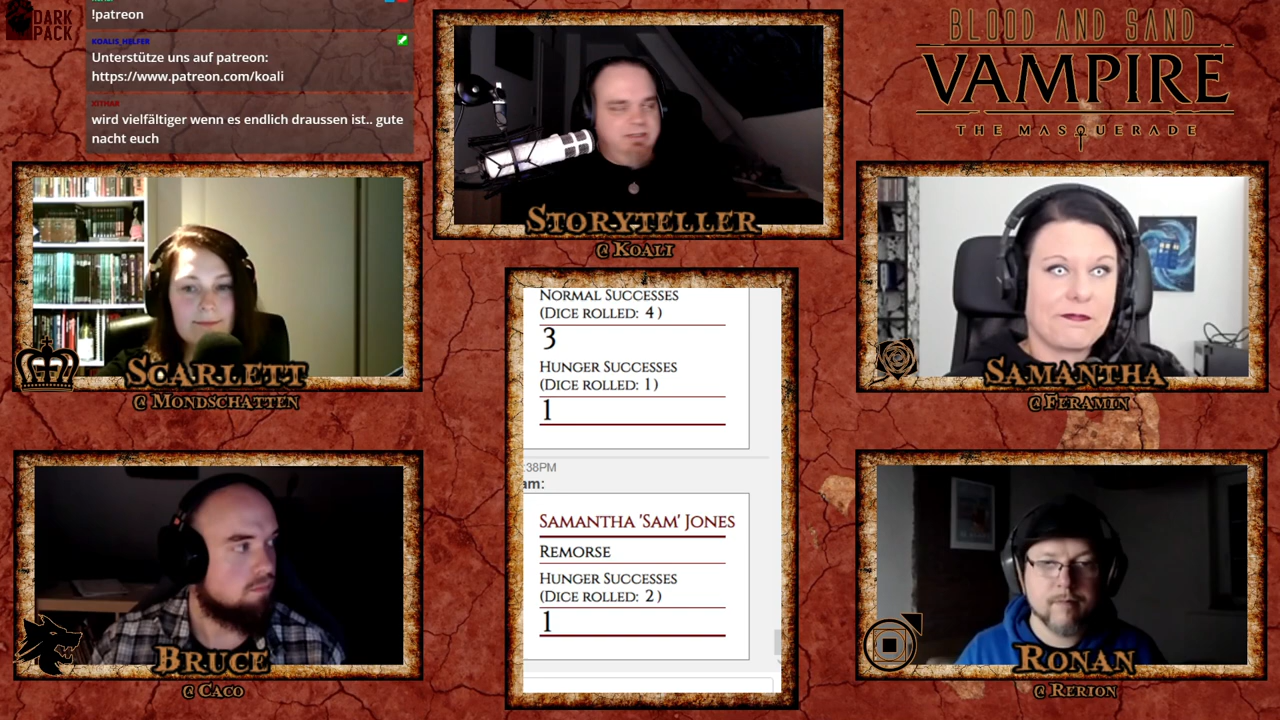 DARK
PACK
!patreon
KOALIS_HELFER
Unterstütze uns auf patreon:
https://www.patreon.com/koali
XITHAR
wird vielfältiger wenn es endlich draussen ist.. gute
nacht euch
BLOOD AND SAND
VAMPIRE
THE MASQUERADE
STORYTELLER
@ KOALI
SCARLETT
@ MONDSCHATTEN
SAMANTHA
@ FERAMIN
NORMAL SUCCESSES
(DICE ROLLED: 4 )
3
HUNGER SUCCESSES
(DICE ROLLED: 1 )
1
:38PM
am:
SAMANTHA 'SAM' JONES
REMORSE
HUNGER SUCCESSES
(DICE ROLLED: 2 )
1
BRUCE
@ CACO
RONAN
@ RERION